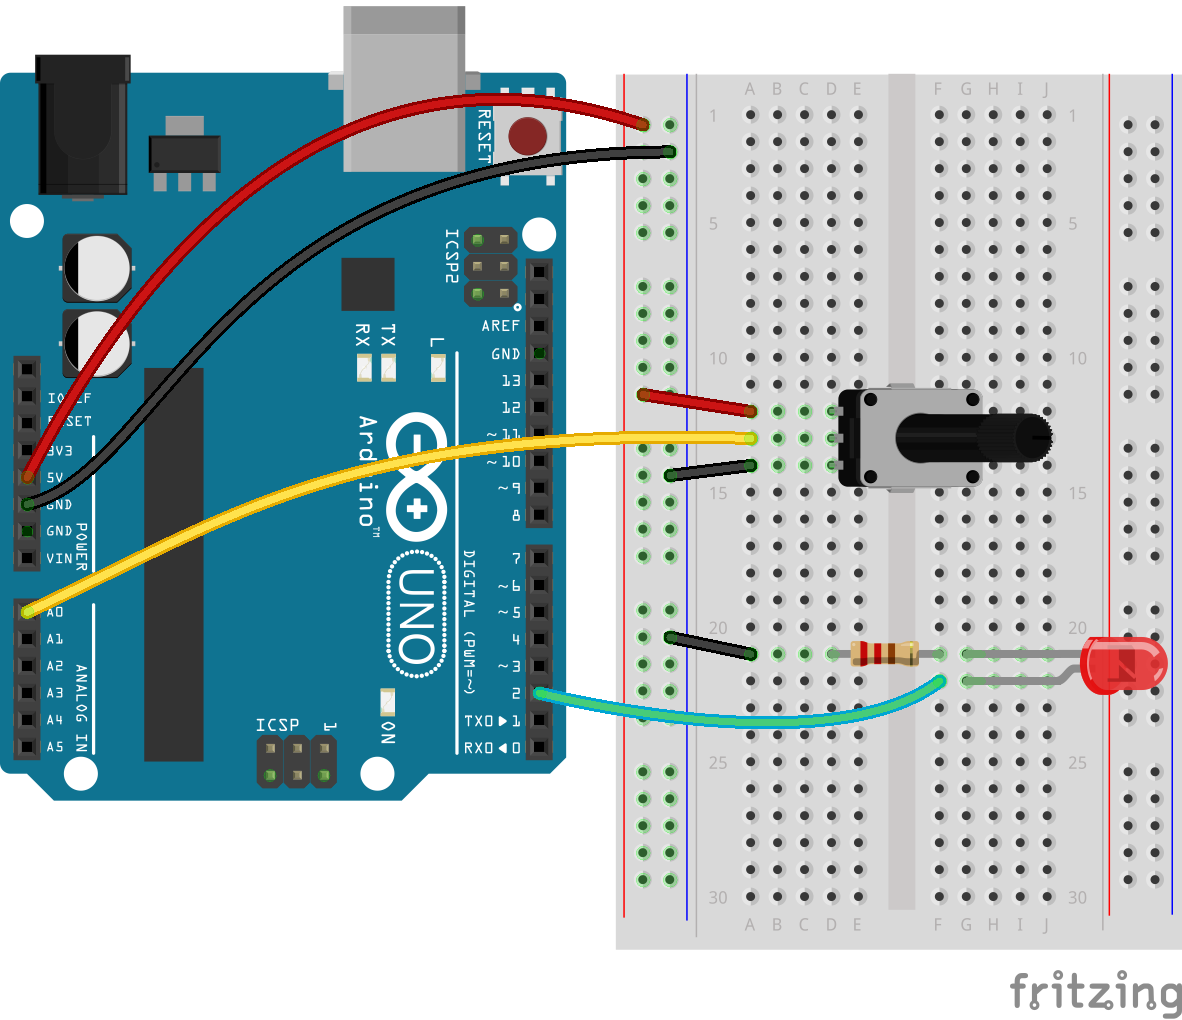 RESET
ICSP2
AREF
GND
13
12
~11
~10
~9
8
7
~6
~5
4
~3
2
TX0▶1
RX0◀0
DIGITAL (PWM=~)
RX
TX
L
Arduino™
UNO
ON
ICSP
1
RESET
3V3
5V
GND
GND
VIN
POWER
A0
A1
A2
A3
A4
A5
ANALOG IN
A B C D E F G H I J
1 1
5 5
10 10
15 15
20 20
25 25
30 30
A B C D E F G H I J
fritzing